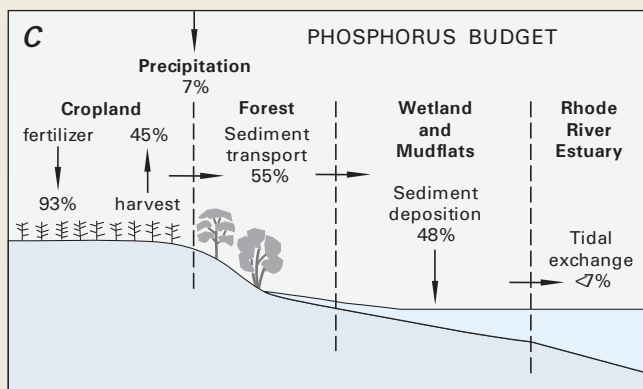 C
PHOSPHORUS BUDGET
Precipitation
7%
Cropland
fertilizer
93%
45%
harvest
Forest
Sediment
transport
55%
Wetland
and
Mudflats
Sediment
deposition
48%
Rhode
River
Estuary
Tidal
exchange
<7%